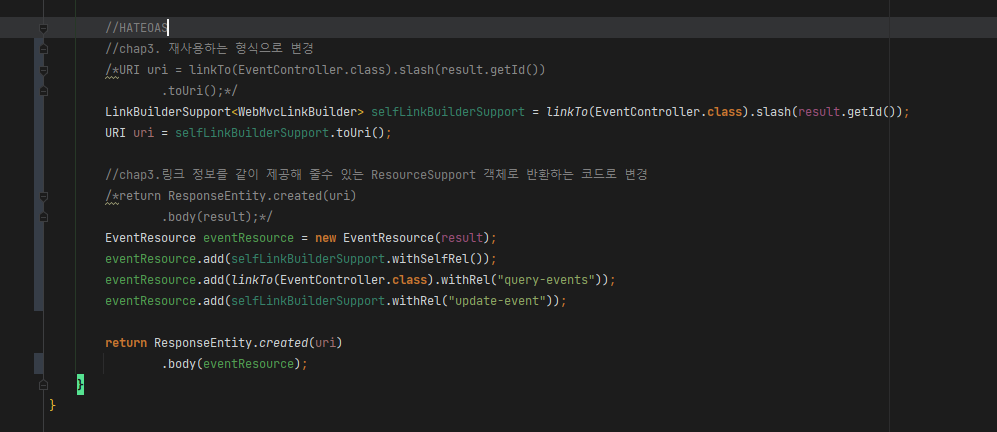 //HATEOAS
//chap3. 재사용하는 형식으로 변경
/*URI uri = linkTo(EventController.class).slash(result.getId())
.toUri();*/
LinkBuilderSupport<WebMvcLinkBuilder> selfLinkBuilderSupport = linkTo(EventController.class).slash(result.getId());
URI uri = selfLinkBuilderSupport.toUri();
//chap3.링크 정보를 같이 제공해 줄수 있는 ResourceSupport 객체로 반환하는 코드로 변경
/*return ResponseEntity.created(uri)
.body(result);*/
EventResource eventResource = new EventResource(result);
eventResource.add(selfLinkBuilderSupport.withSelfRel());
eventResource.add(linkTo(EventController.class).withRel("query-events"));
eventResource.add(selfLinkBuilderSupport.withRel("update-event"));
return ResponseEntity.created(uri)
.body(eventResource);
}
}